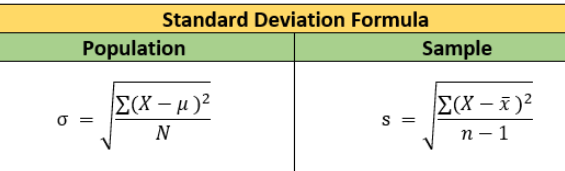 Standard Deviation Formula
Population Sample
σ = √(∑(X − μ)² / N) s = √(∑(X − x̄)² / n − 1)